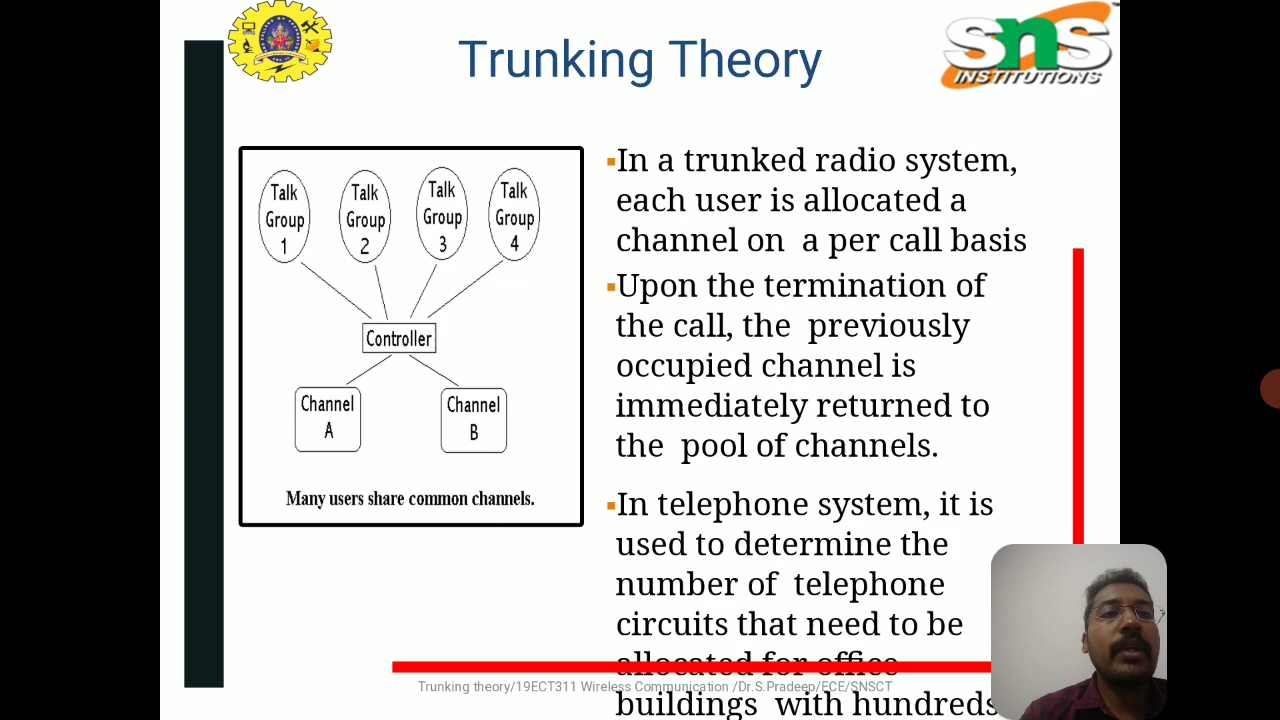 Trunking Theory
sns
INSTITUTIONS
Talk
Group
1
Talk
Group
2
Talk
Group
3
Talk
Group
4
Controller
Channel
A
Channel
B
Many users share common channels.
▪In a trunked radio system,
each user is allocated a
channel on a per call basis
▪Upon the termination of
the call, the previously
occupied channel is
immediately returned to
the pool of channels.
▪In telephone system, it is
used to determine the
number of telephone
circuits that need to be
allocated for office
buildings with hundreds
Trunking theory/19ECT311 Wireless Communication /Dr.S.Pradeep/ECE/SNSCT